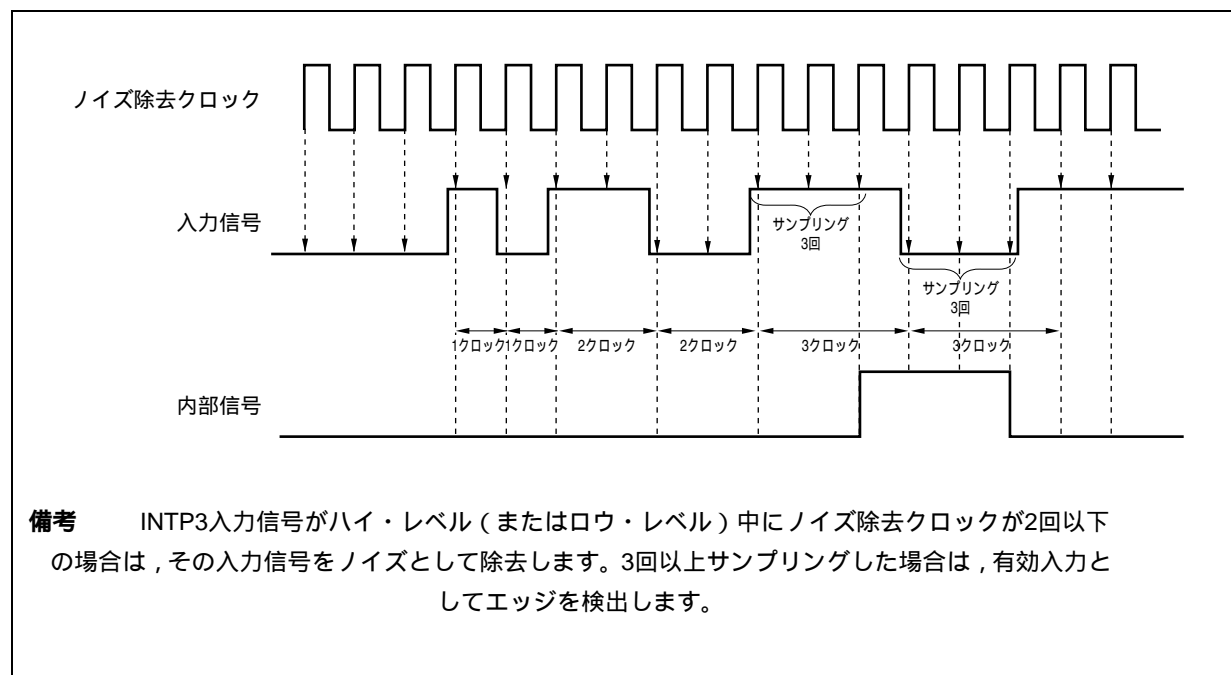 ノイズ除去クロック
入力信号
サンプリング
3回
サンプリング
3回
1クロック
1クロック
2クロック
2クロック
3クロック
3クロック
内部信号
備考 INTP3入力信号がハイ・レベル（またはロウ・レベル）中にノイズ除去クロックが2回以下
の場合は，その入力信号をノイズとして除去します。3回以上サンプリングした場合は，有効入力と
してエッジを検出します。